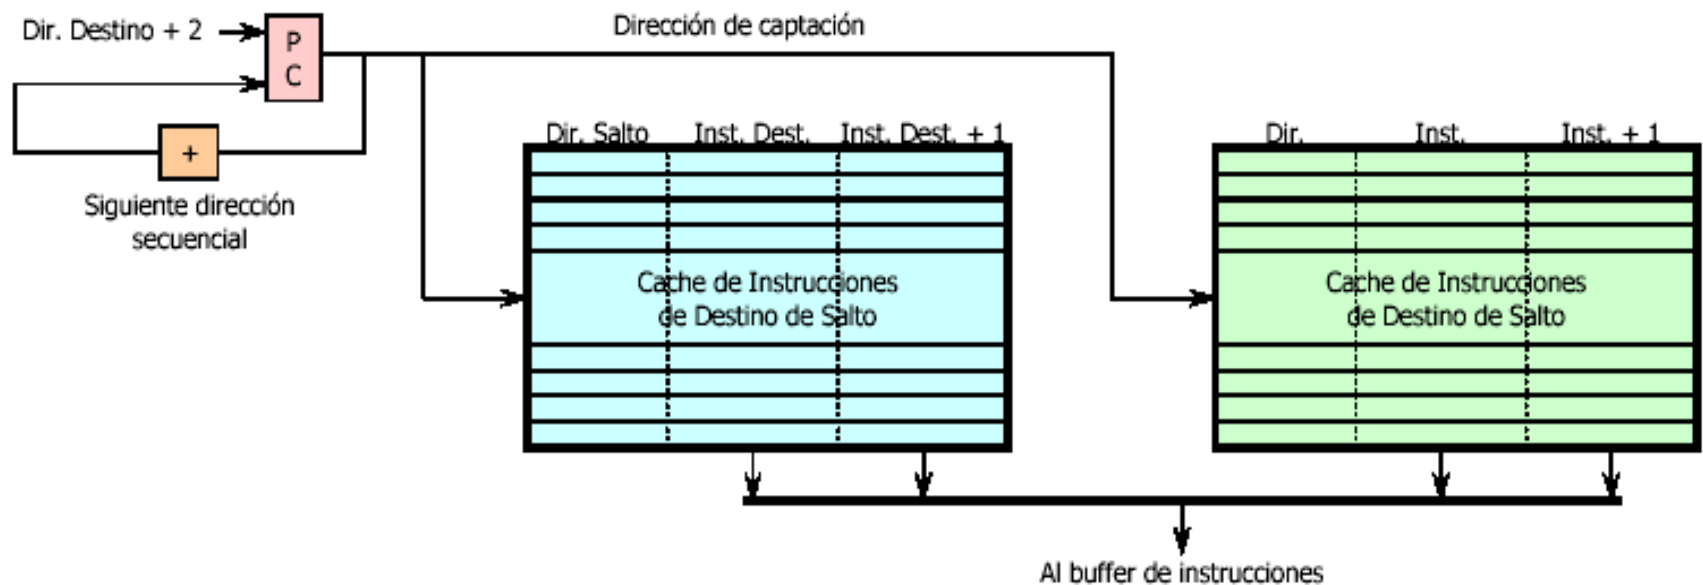 Dirección de captación
Dir. Destino + 2
P
C
+
Siguiente dirección
secuencial
Dir. Salto Inst. Dest. Inst. Dest. + 1
Cache de Instrucciones
de Destino de Salto
Dir. Inst. Inst. + 1
Cache de Instrucciones
de Destino de Salto
Al buffer de instrucciones